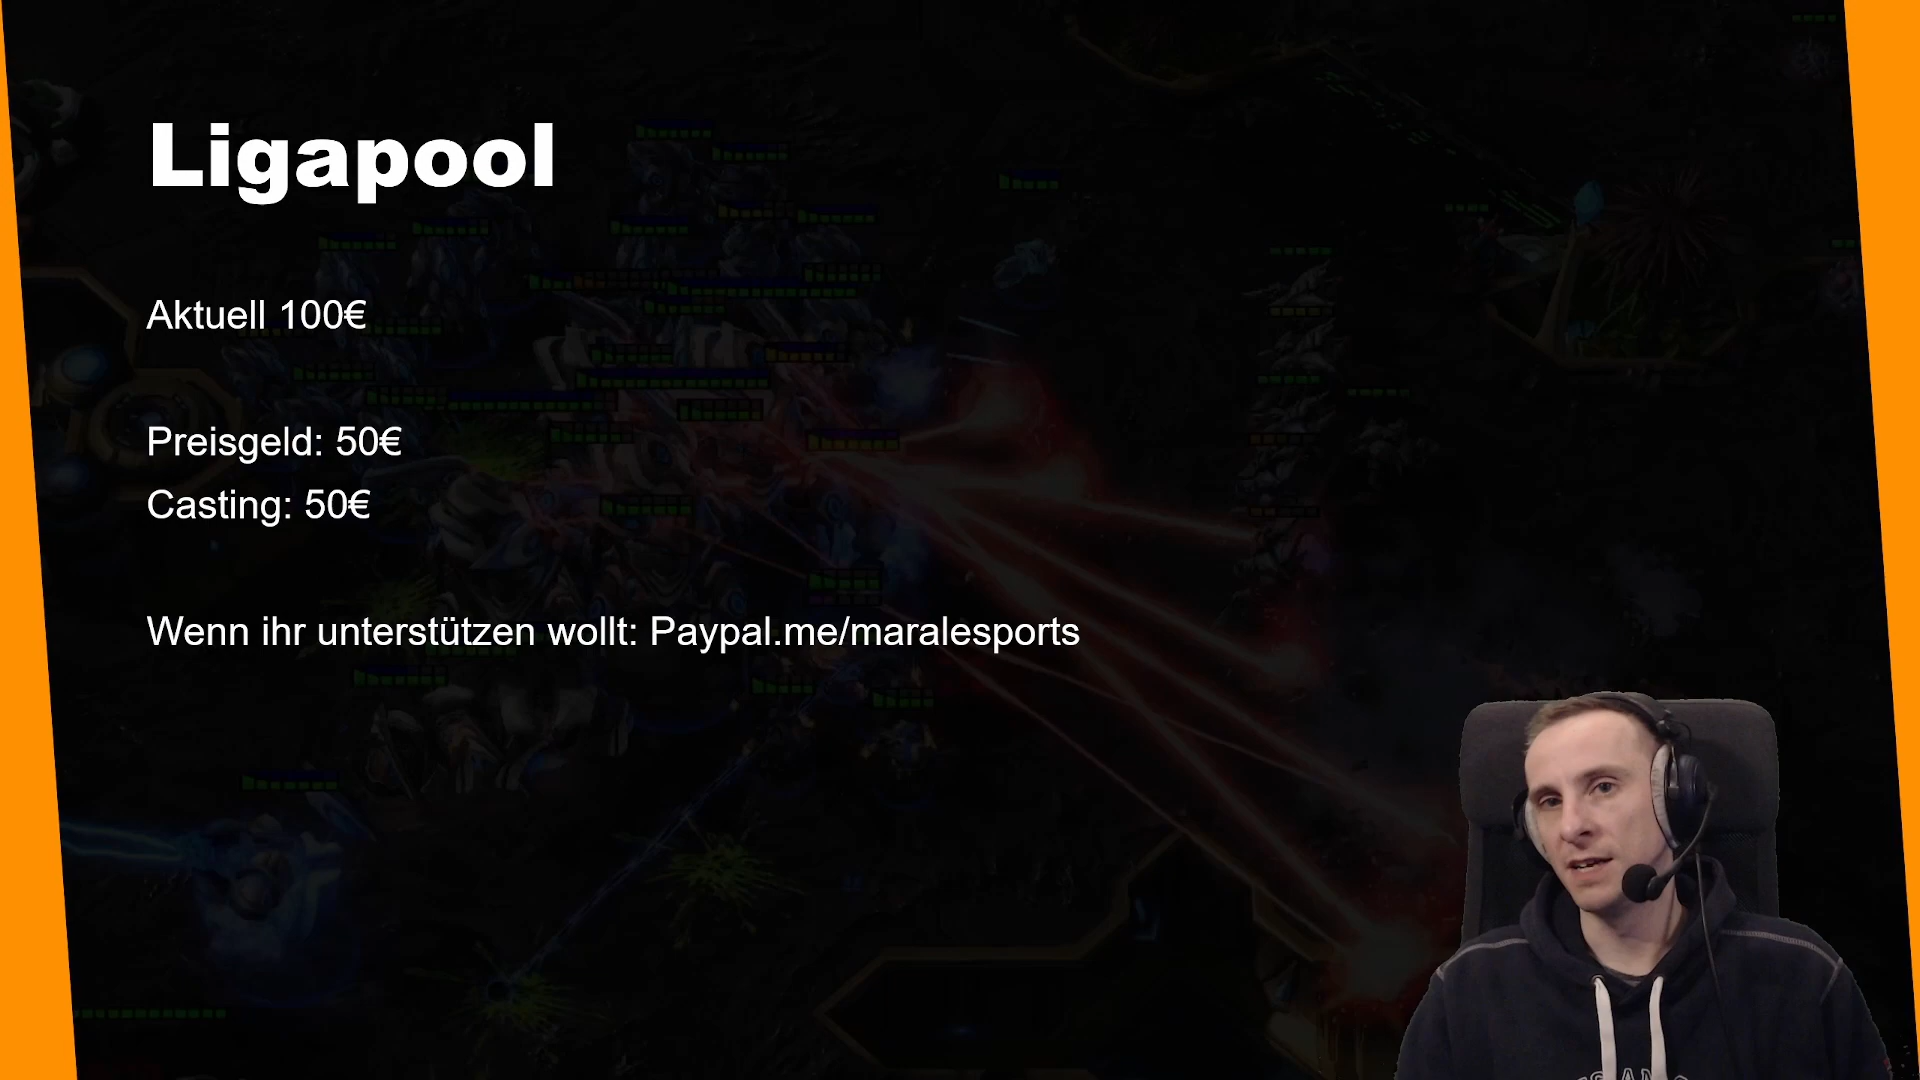 Ligapool
Aktuell 100€
Preisgeld: 50€
Casting: 50€
Wenn ihr unterstützen wollt: Paypal.me/maralesports